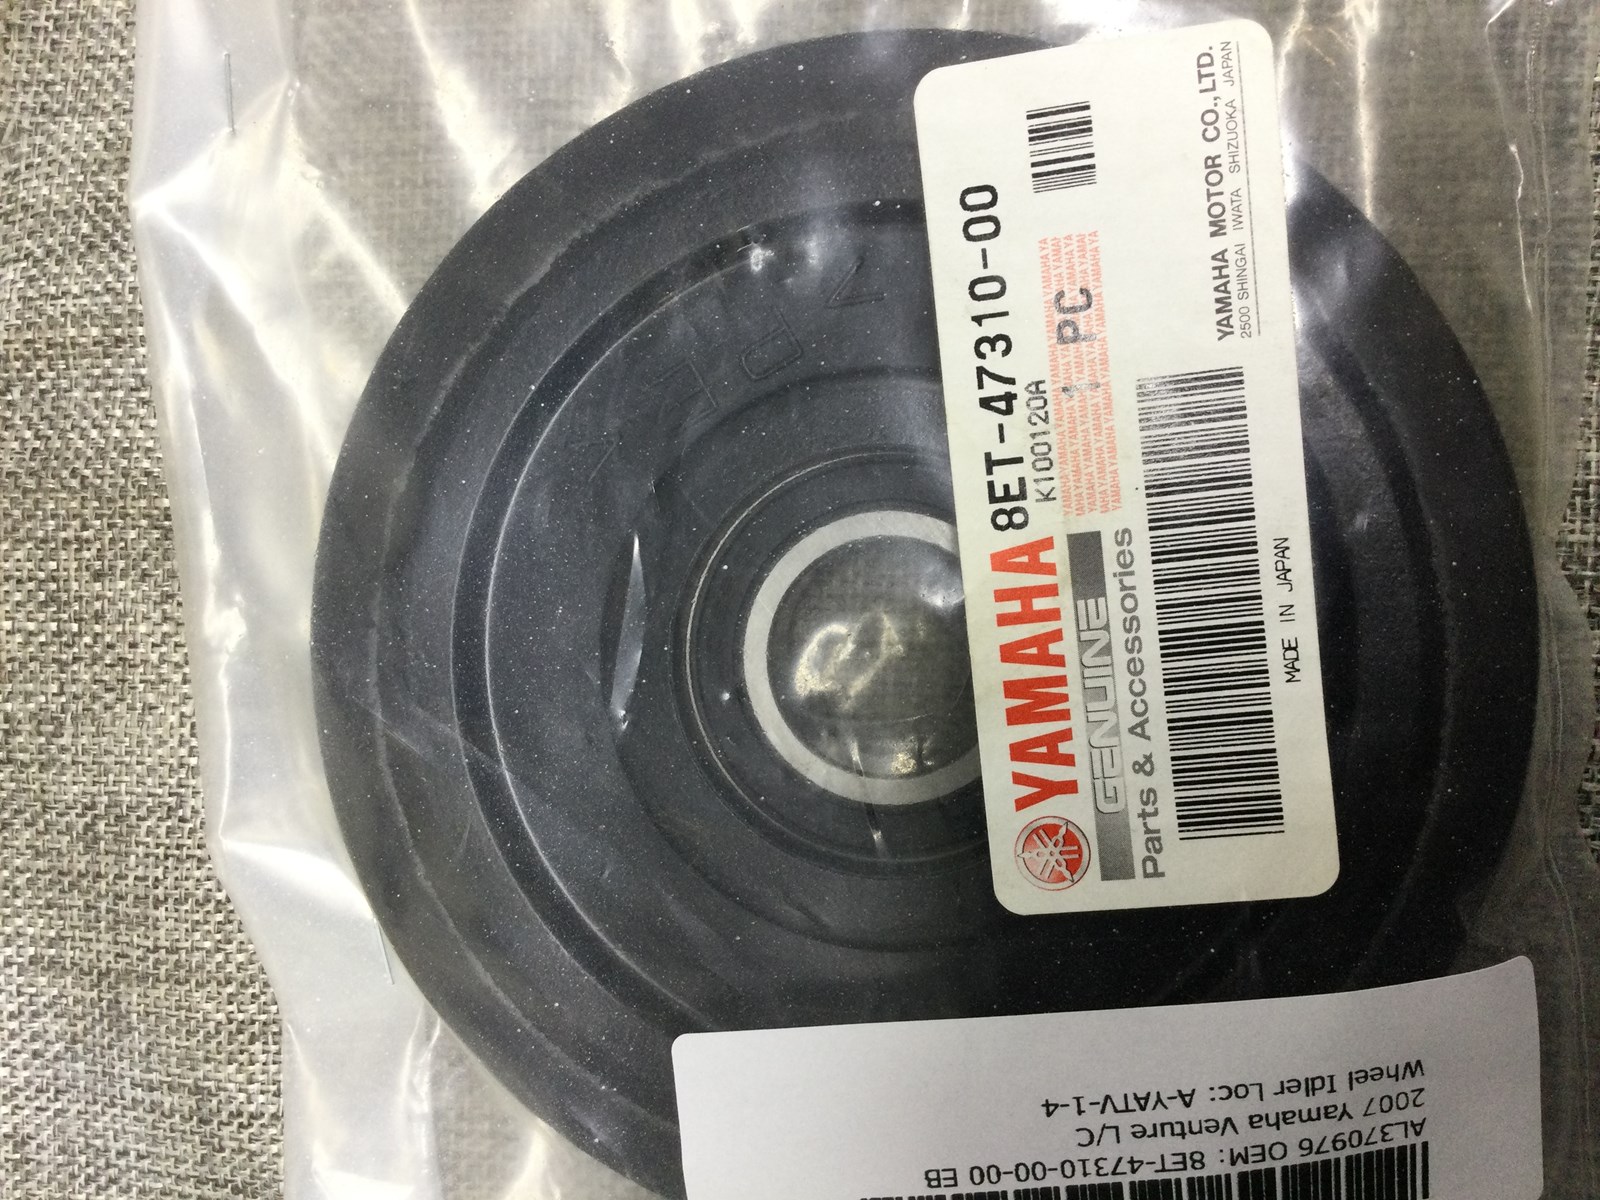 8ET-47310-00
K100120A
1 PC
YAMAHA
GENUINE
Parts & Accessories
YAMAHA MOTOR CO., LTD.
2500 SHINGAI IWATA SHIZUOKA JAPAN
MADE IN JAPAN
AL370976 OEM: 8ET-47310-00-00 EB
2007 Yamaha Venture L/C
Wheel Idler Loc: A-YATV-1-4